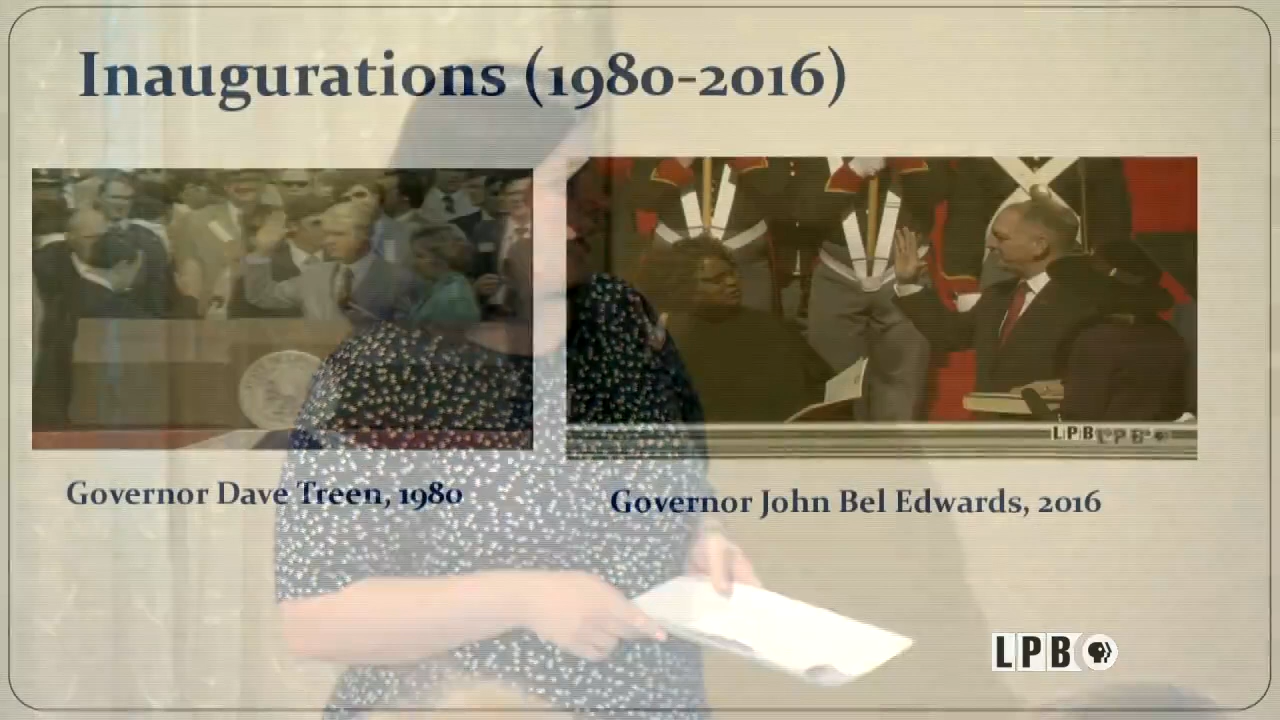 Inaugurations (1980-2016)
LPB
Governor Dave Treen, 1980
Governor John Bel Edwards, 2016
LPB